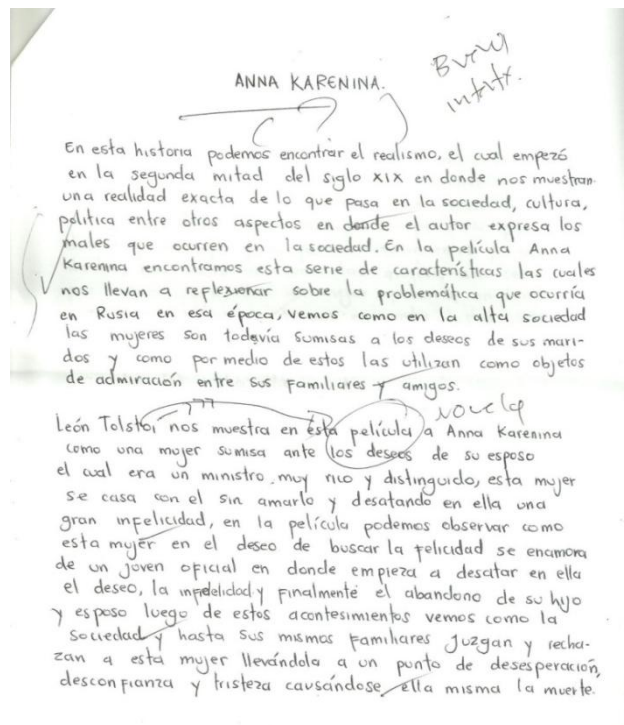 ANNA KARENINA.
En esta historia podemos encontrar el realismo, el cual empezó
en la segunda mitad del siglo XIX en donde nos muestran
una realidad exacta de lo que pasa en la sociedad, cultura,
política entre otros aspectos en donde el autor expresa los
males que ocurren en la sociedad. En la película Anna
Karenina encontramos esta serie de características las cuales
nos llevan a reflexionar sobre la problemática que ocurría
en Rusia en esa época, vemos como en la alta sociedad
las mujeres son todavía sumisas a los deseos de sus mari-
dos y como por medio de estos las utilizan como objetos
de admiración entre sus familiares y amigos.
novela
León Tolstoi nos muestra en ésta película a Anna Karenina
como una mujer sumisa ante los deseos de su esposo
el cual era un ministro muy rico y distinguido, esta mujer
se casa con el sin amarlo y desatando en ella una
gran infelicidad, en la película podemos observar como
esta mujer en el deseo de buscar la felicidad se enamora
de un joven oficial en donde empieza a desatar en ella
el deseo, la infidelidad y finalmente el abandono de su hijo
y esposo luego de estos acontesimientos vemos como la
sociedad y hasta sus mismos familiares juzgan y recha-
zan a esta mujer llevándola a un punto de desesperación,
desconfianza y tristeza causándose ella misma la muerte.